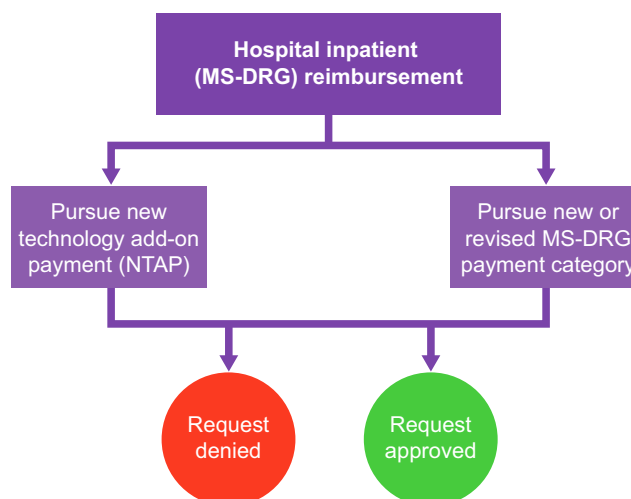 Hospital inpatient
(MS-DRG) reimbursement
Pursue new
technology add-on
payment (NTAP)
Pursue new or
revised MS-DRG
payment category
Request
denied
Request
approved